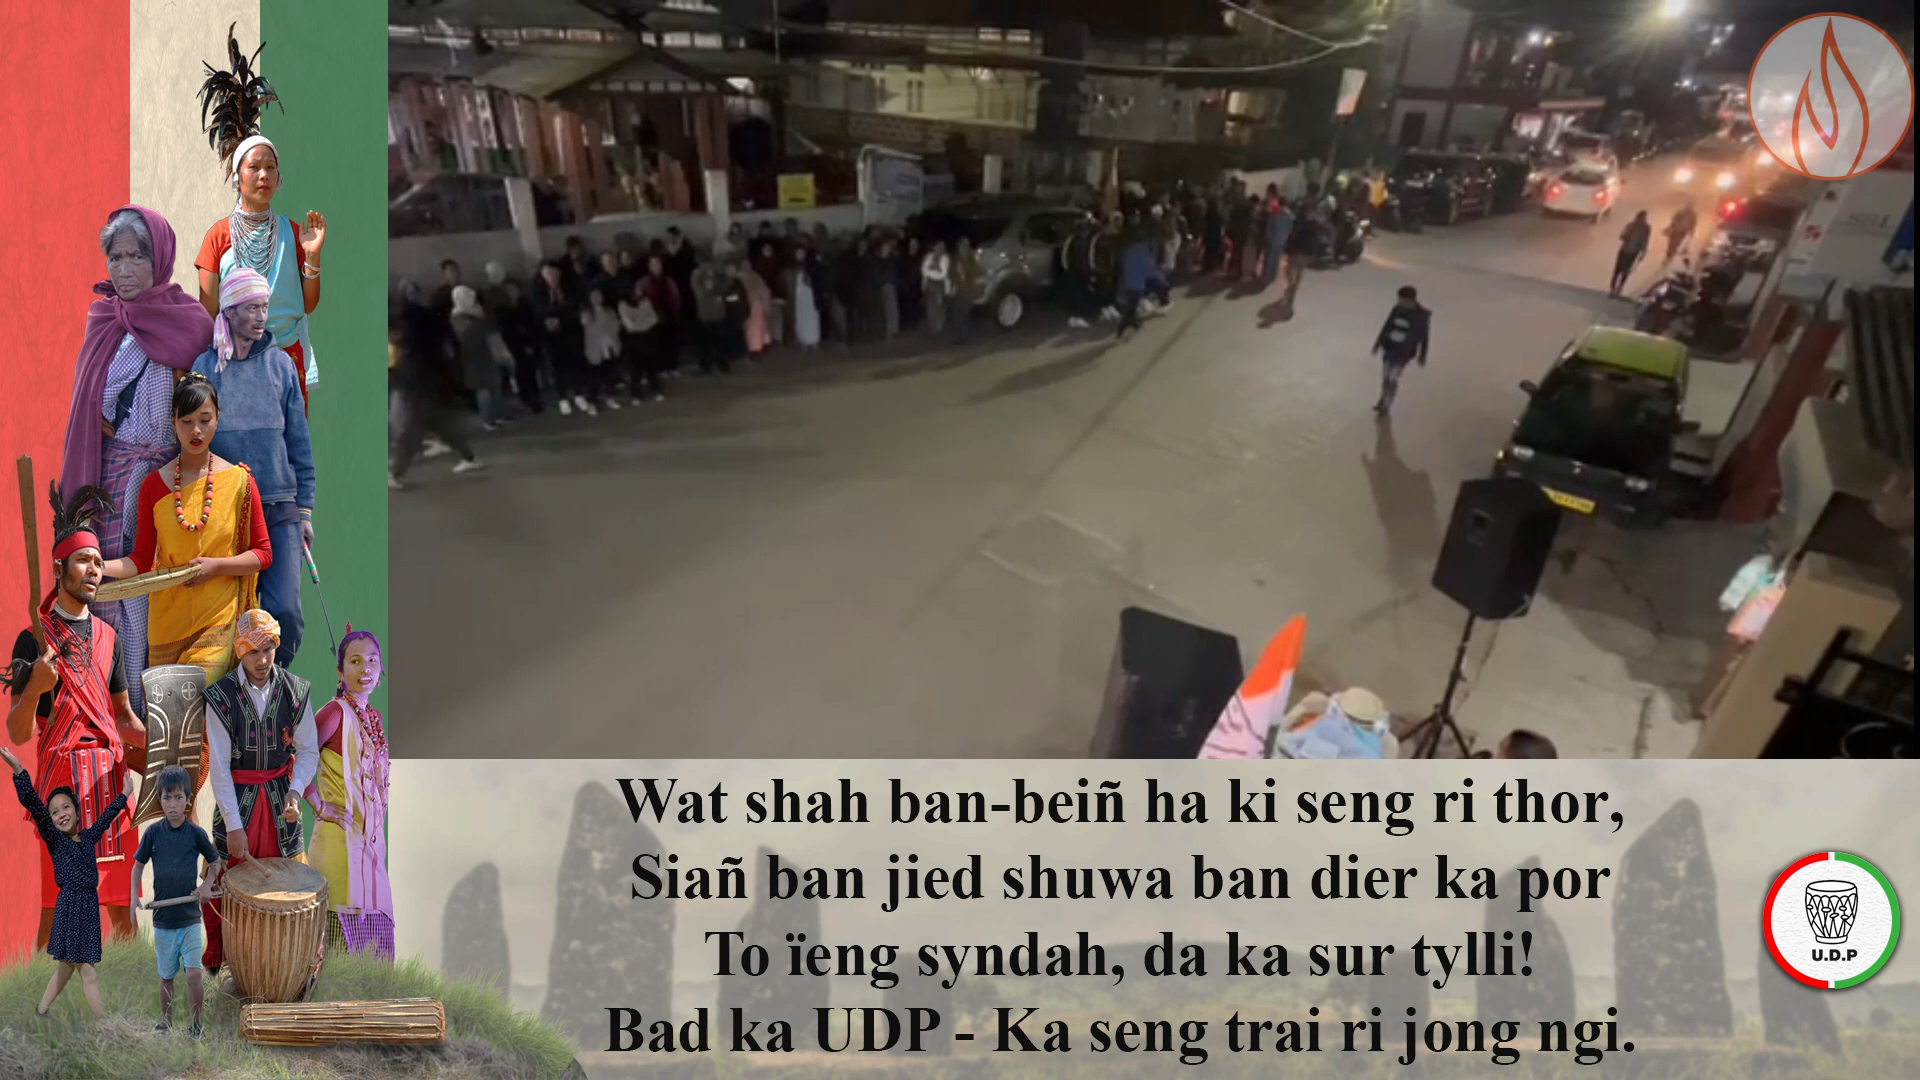 Wat shah ban-beiñ ha ki seng ri thor,
Siañ ban jied shuwa ban dier ka por
To ïeng syndah, da ka sur tylli!
Bad ka UDP - Ka seng trai ri jong ngi.
U.D.P